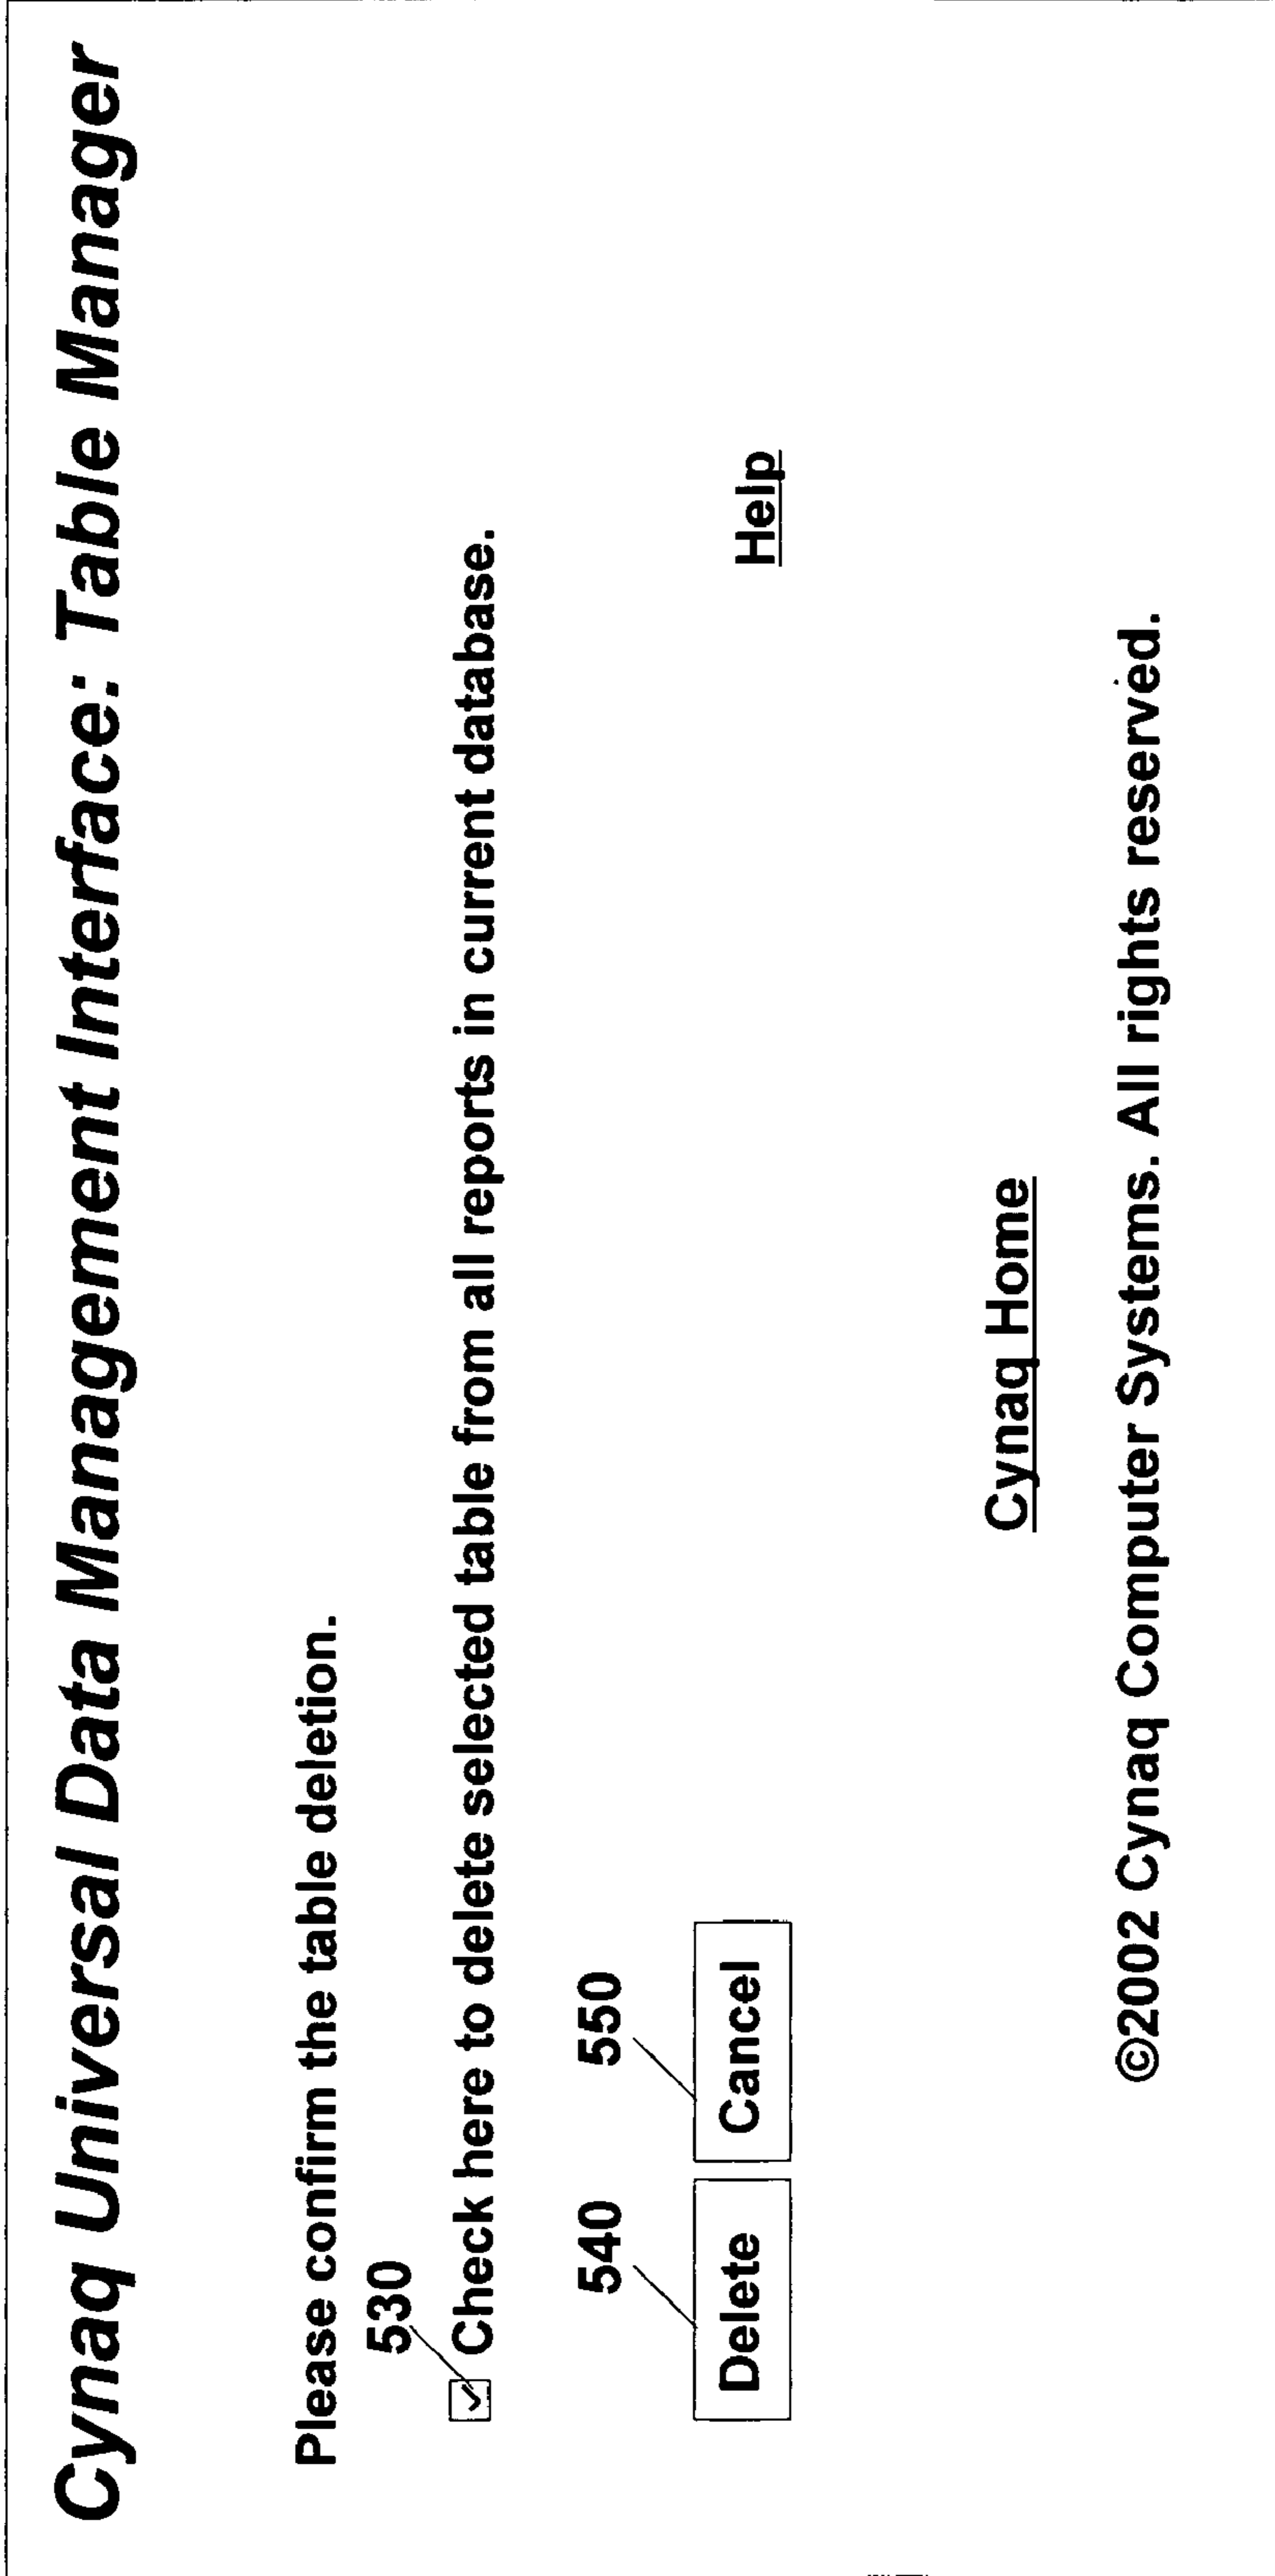 Cynaq Universal Data Management Interface: Table Manager
Please confirm the table deletion.
530
Check here to delete selected table from all reports in current database.
540 550
Delete Cancel Help
Cynaq Home
©2002 Cynaq Computer Systems. All rights reserved.